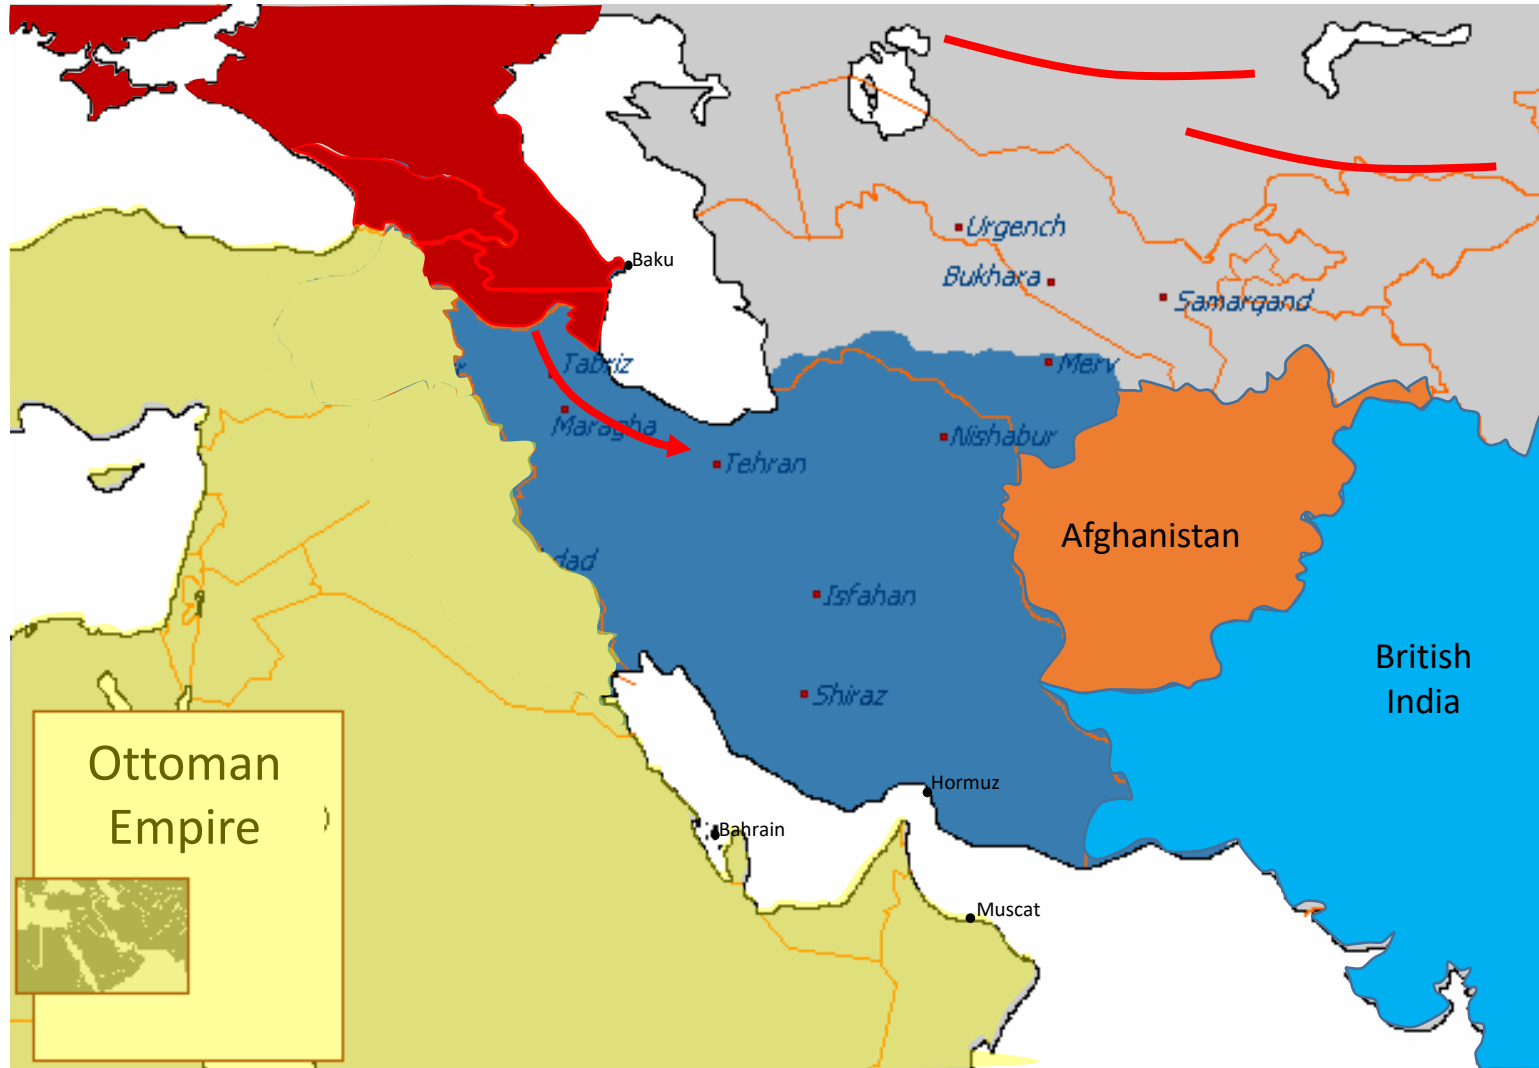 Baku
Urgench
Bukhara
Samarqand
Tabriz
Merv
Maragha
Nishabur
Tehran
Afghanistan
dad
Isfahan
British
India
Shiraz
Ottoman
Empire
Hormuz
Bahrain
Muscat